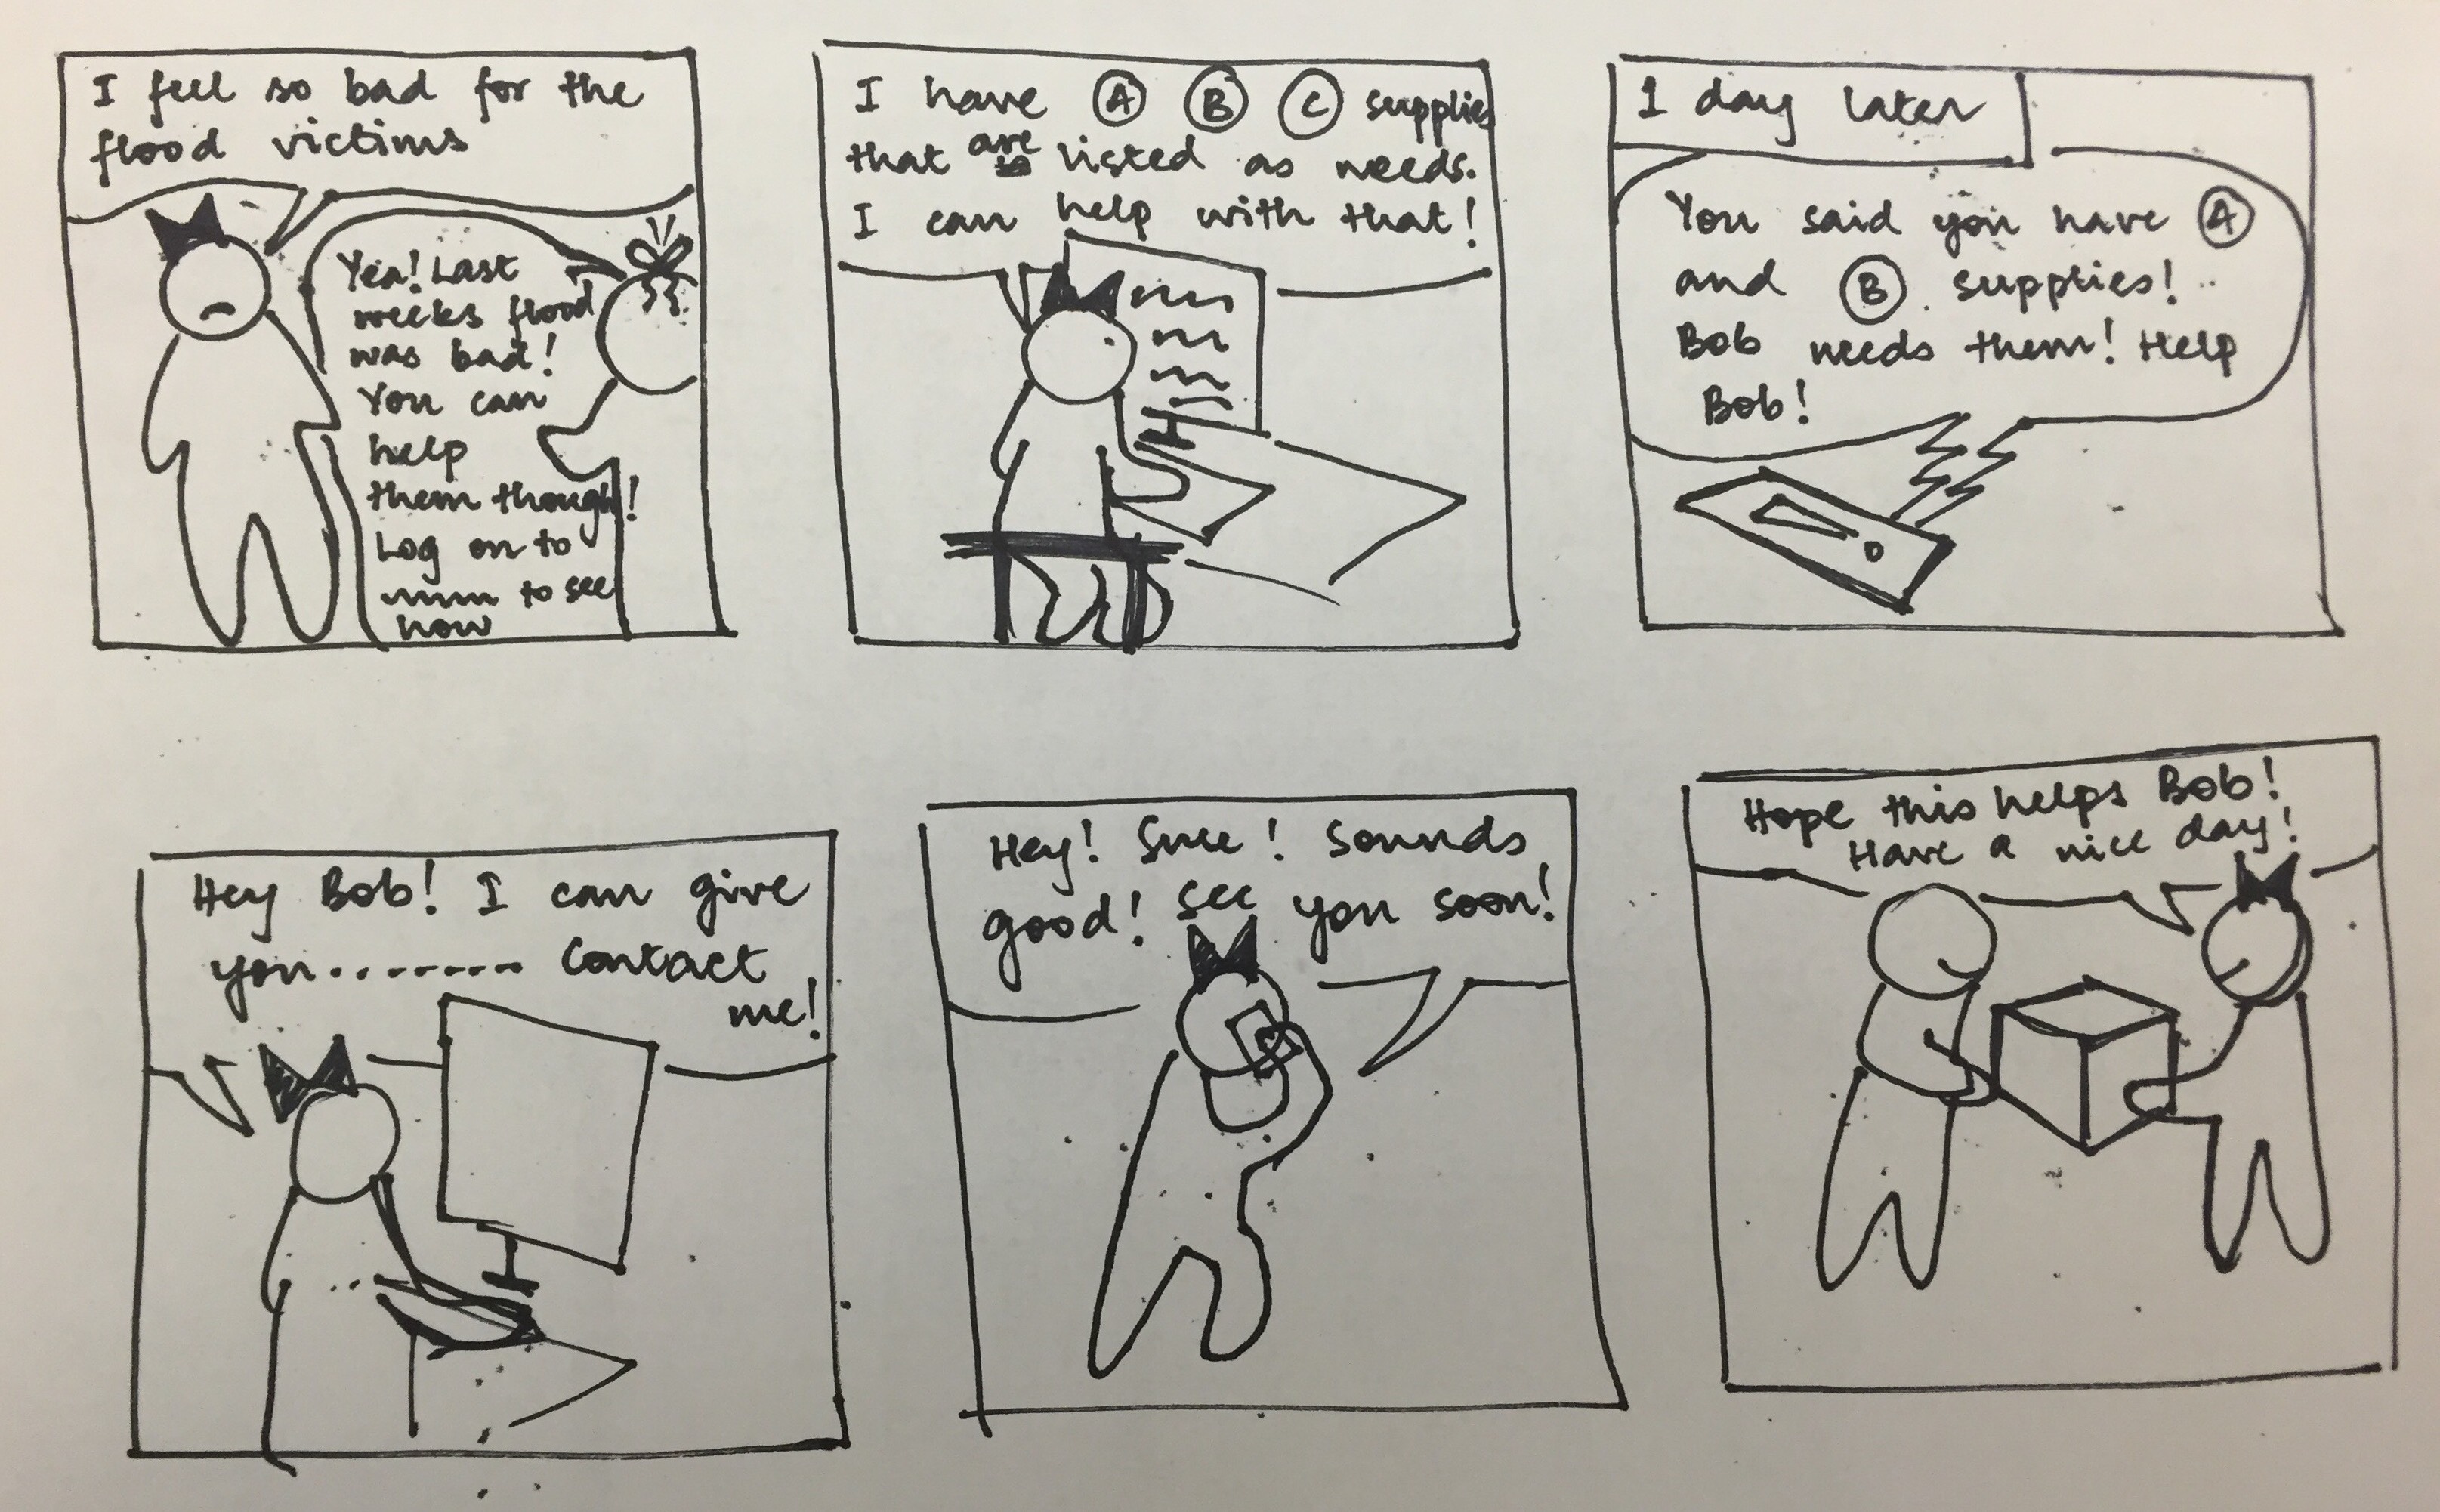 I feel so bad for the
flood victims
Yea! Last
weeks flood
was bad!
You can
help
them though!
Log on to
to see
how
I have A B C supplies
that are listed as needs.
I can help with that!
1 day later
You said you have A
and B supplies!
Bob needs them! Help
Bob!
Hey Bob! I can give
you........ Contact
me!
Hey! Sure! Sounds
good! See you soon!
Hope this helps Bob!
Have a nice day!